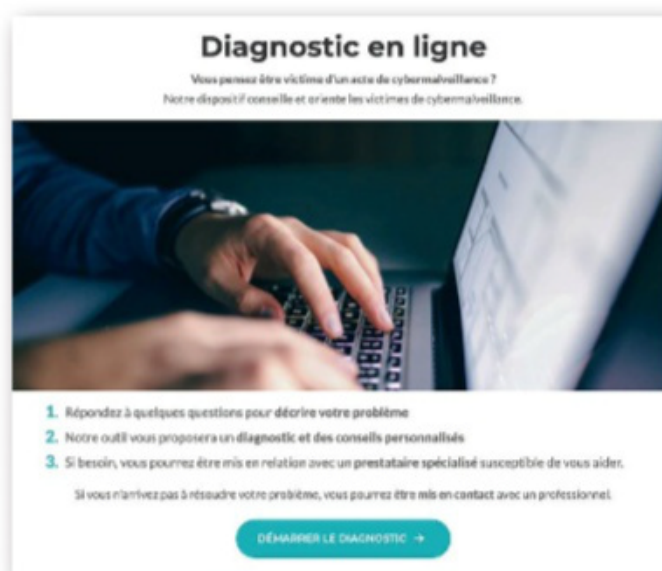 Diagnostic en ligne
Vous pensez être victime d'un acte de cybermalveillance ?
Notre dispositif conseille et oriente les victimes de cybermalveillance.
1. Répondez à quelques questions pour décrire votre problème
2. Notre outil vous proposera un diagnostic et des conseils personnalisés
3. Si besoin, vous pourrez être mis en relation avec un prestataire spécialisé susceptible de vous aider.
Si vous n'arrivez pas à résoudre votre problème, vous pourrez être mis en contact avec un professionnel.
DÉMARRER LE DIAGNOSTIC →